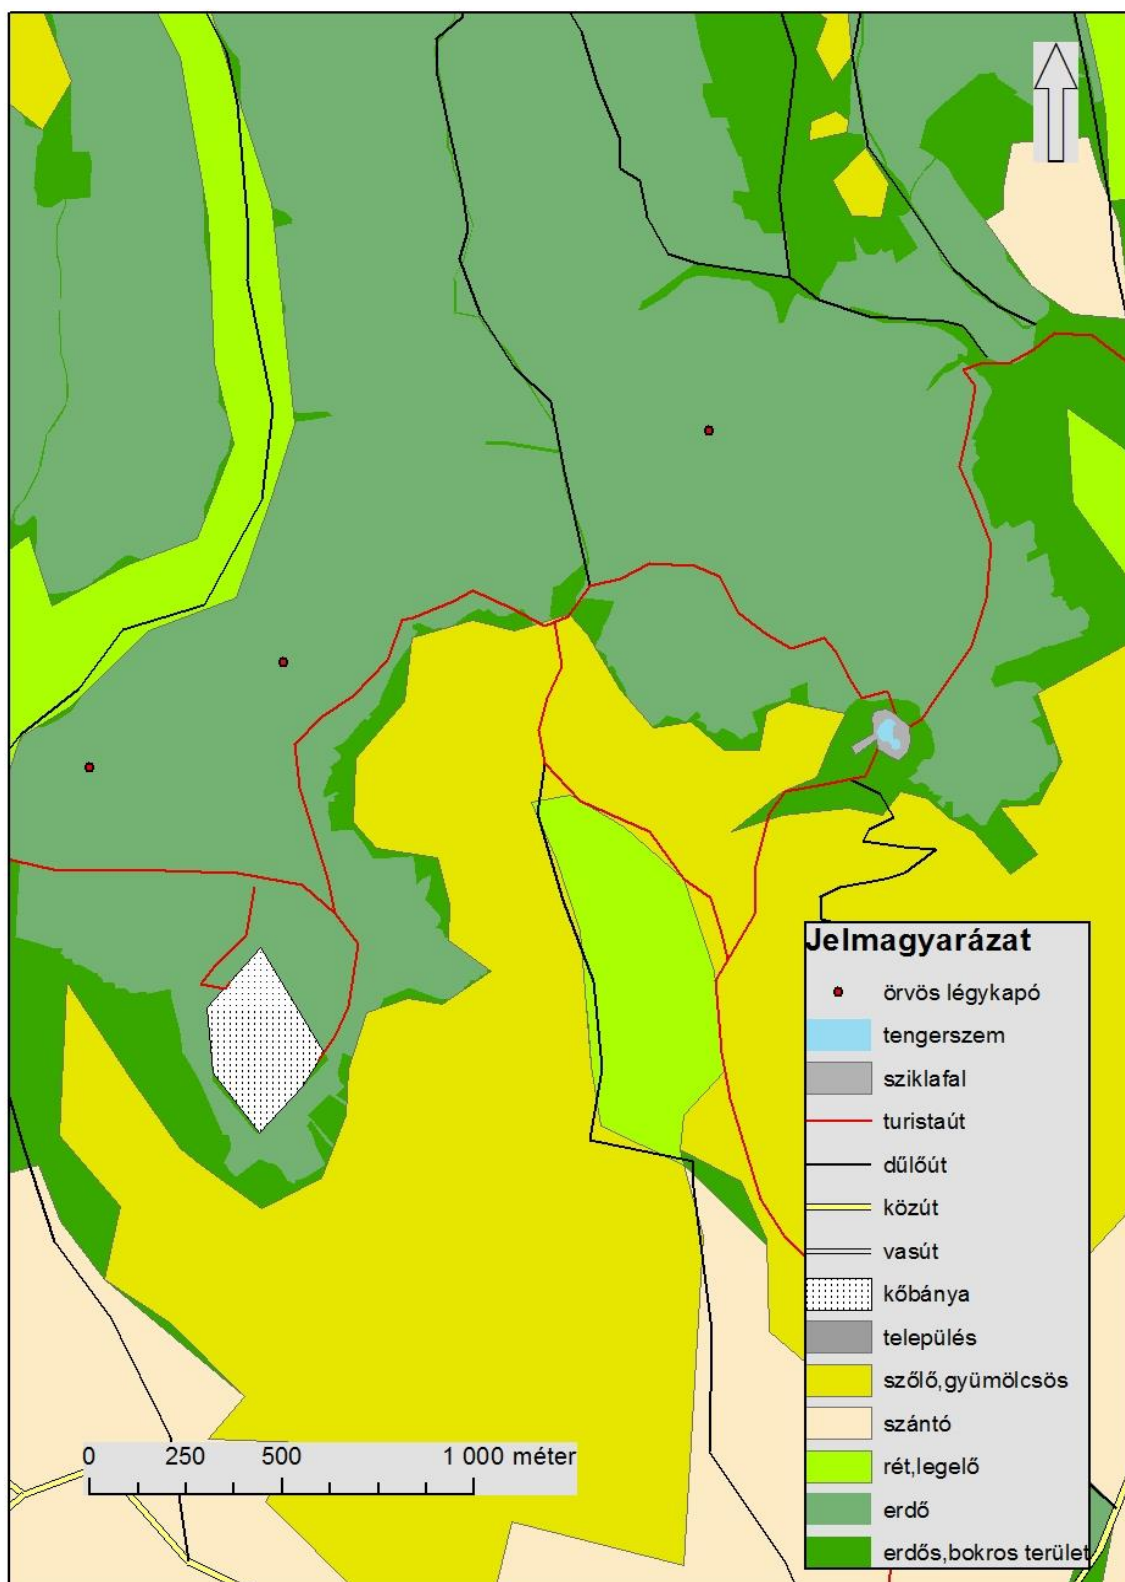 Jelmagyarázat
örvös légykapó
tengerszem
sziklafal
turistaút
dűlőút
közút
vasút
kőbánya
település
szőlő,gyümölcsös
szántó
rét,legelő
erdő
erdős,bokros terület
0 250 500 1 000 méter